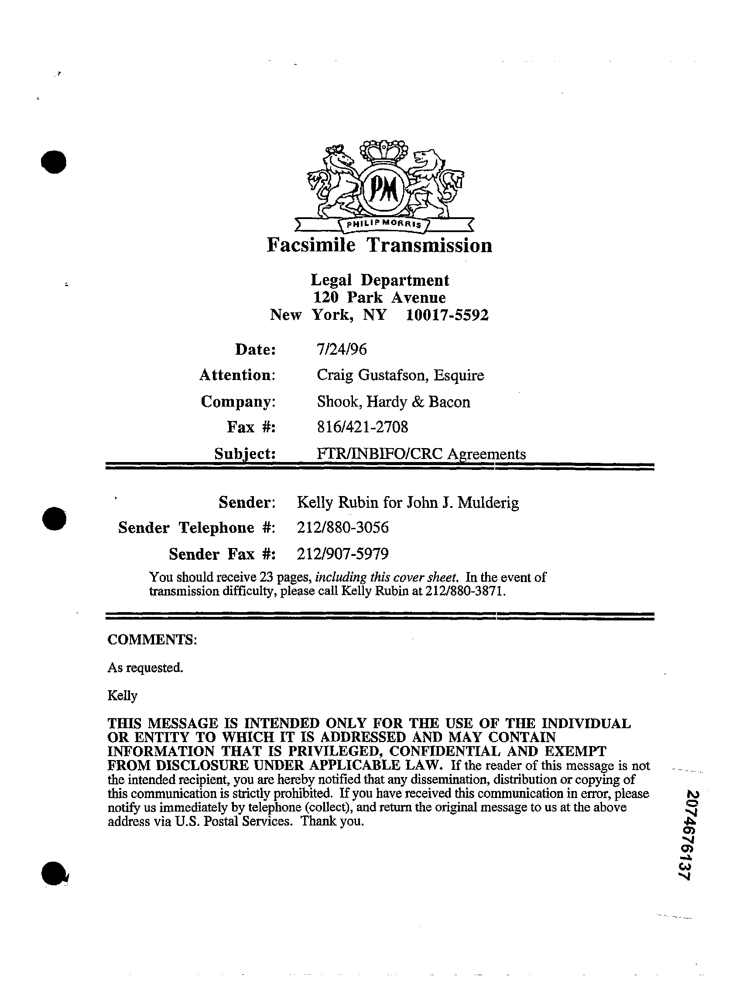 PM
PHILIP MORRIS
Facsimile Transmission
Legal Department
120 Park Avenue
New York, NY 10017-5592
Date: 7/24/96
Attention: Craig Gustafson, Esquire
Company: Shook, Hardy & Bacon
Fax #: 816/421-2708
Subject: FTR/INBIFO/CRC Agreements
Sender: Kelly Rubin for John J. Mulderig
Sender Telephone #: 212/880-3056
Sender Fax #: 212/907-5979
You should receive 23 pages, including this cover sheet. In the event of
transmission difficulty, please call Kelly Rubin at 212/880-3871.
COMMENTS:
As requested.
Kelly
THIS MESSAGE IS INTENDED ONLY FOR THE USE OF THE INDIVIDUAL
OR ENTITY TO WHICH IT IS ADDRESSED AND MAY CONTAIN
INFORMATION THAT IS PRIVILEGED, CONFIDENTIAL AND EXEMPT
FROM DISCLOSURE UNDER APPLICABLE LAW. If the reader of this message is not
the intended recipient, you are hereby notified that any dissemination, distribution or copying of
this communication is strictly prohibited. If you have received this communication in error, please
notify us immediately by telephone (collect), and return the original message to us at the above
address via U.S. Postal Services. Thank you.
2074676137